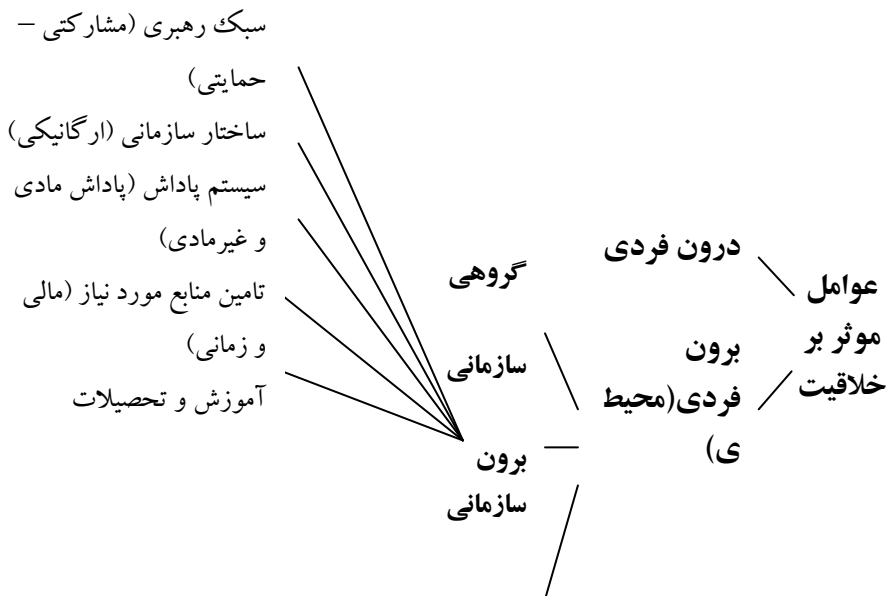 عوامل
موثر بر
خلاقیت
درون فردی
برون
فردی(محیط
ی)
گروهی
سازمانی
برون
سازمانی
سبک رهبری (مشارکتی –
حمایتی)
ساختار سازمانی (ارگانیکی)
سیستم پاداش (پاداش مادی
و غیرمادی)
تامین منابع مورد نیاز (مالی
و زمانی)
آموزش و تحصیلات